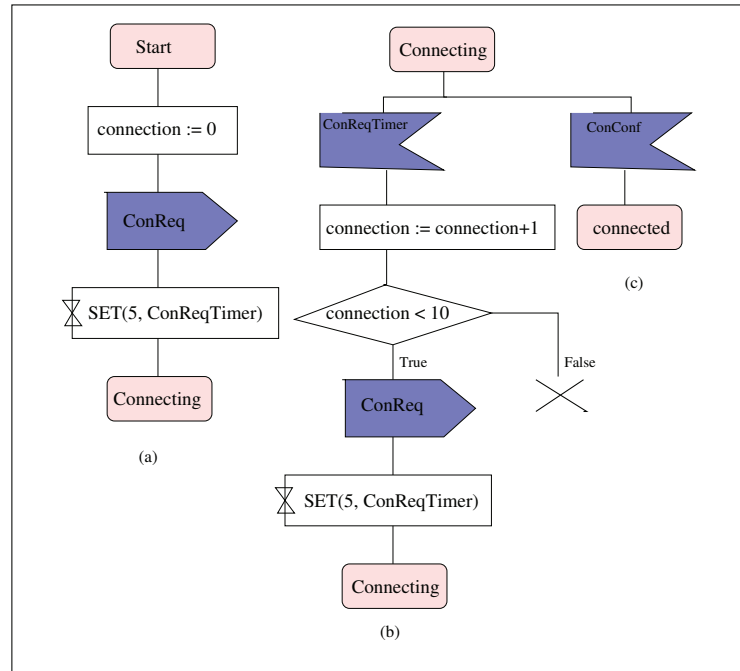 Start
connection := 0
ConReq
SET(5, ConReqTimer)
Connecting
(a)
Connecting
ConReqTimer
connection := connection+1
connection < 10
True
False
ConReq
SET(5, ConReqTimer)
Connecting
(b)
ConConf
connected
(c)